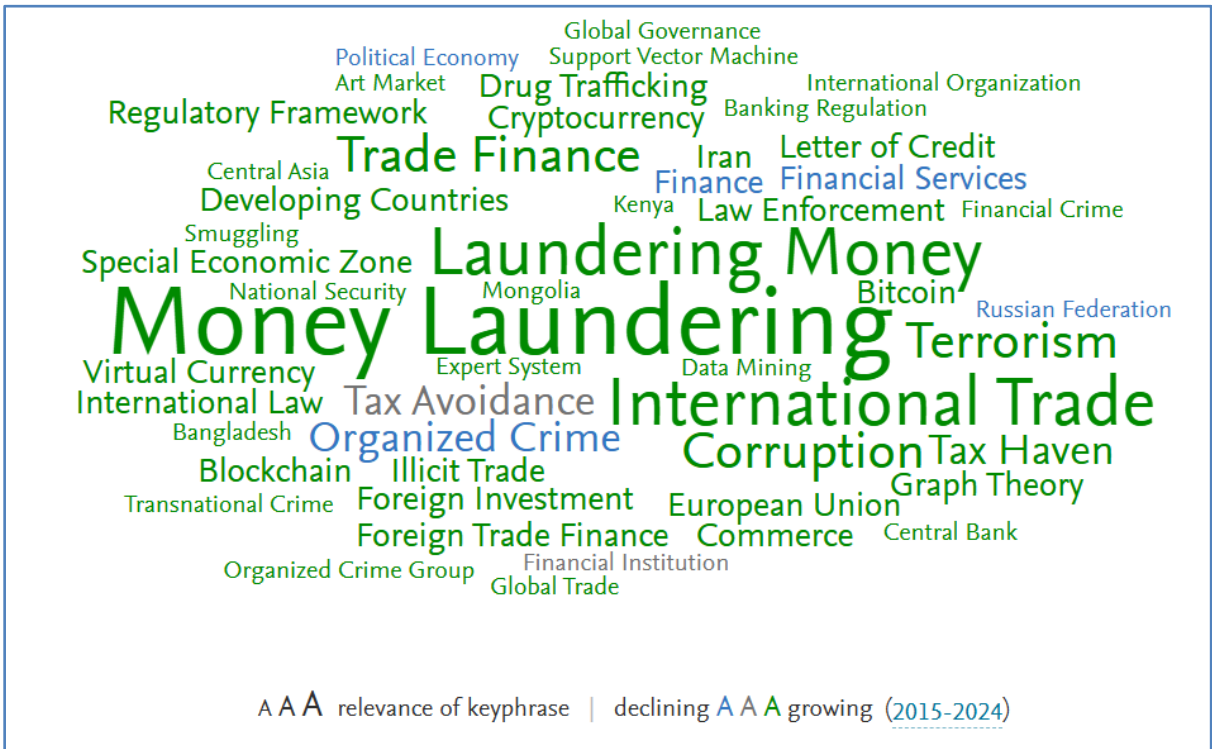 Global Governance
Political Economy Support Vector Machine
Art Market Drug Trafficking International Organization
Regulatory Framework Cryptocurrency Banking Regulation
Trade Finance Iran Letter of Credit
Central Asia Finance Financial Services
Developing Countries Kenya Law Enforcement Financial Crime
Smuggling Laundering Money
Special Economic Zone
National Security Mongolia Bitcoin
Money Laundering Russian Federation
Terrorism
Virtual Currency Expert System Data Mining
International Law Tax Avoidance International Trade
Bangladesh Organized Crime Corruption Tax Haven
Blockchain Illicit Trade Graph Theory
Transnational Crime Foreign Investment European Union
Foreign Trade Finance Commerce Central Bank
Organized Crime Group Financial Institution
Global Trade
A A A relevance of keyphrase | declining A A A growing (2015-2024)